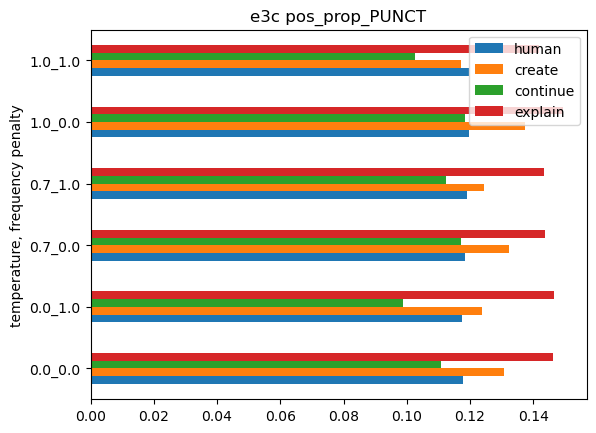 e3c pos_prop_PUNCT
human
create
continue
explain
temperature, frequency penalty
1.0_1.0
1.0_0.0
0.7_1.0
0.7_0.0
0.0_1.0
0.0_0.0
0.00 0.02 0.04 0.06 0.08 0.10 0.12 0.14